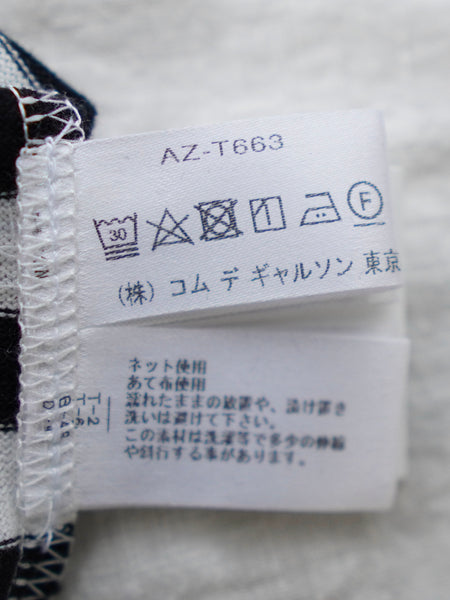 AZ-T663
30
F
(株) コム デ ギャルソン 東京
ネット使用
あて布使用
濡れたままの放置や、漬け置き
洗いは避けて下さい。
この素材は洗濯等で多少の伸縮
や斜行する事があります。